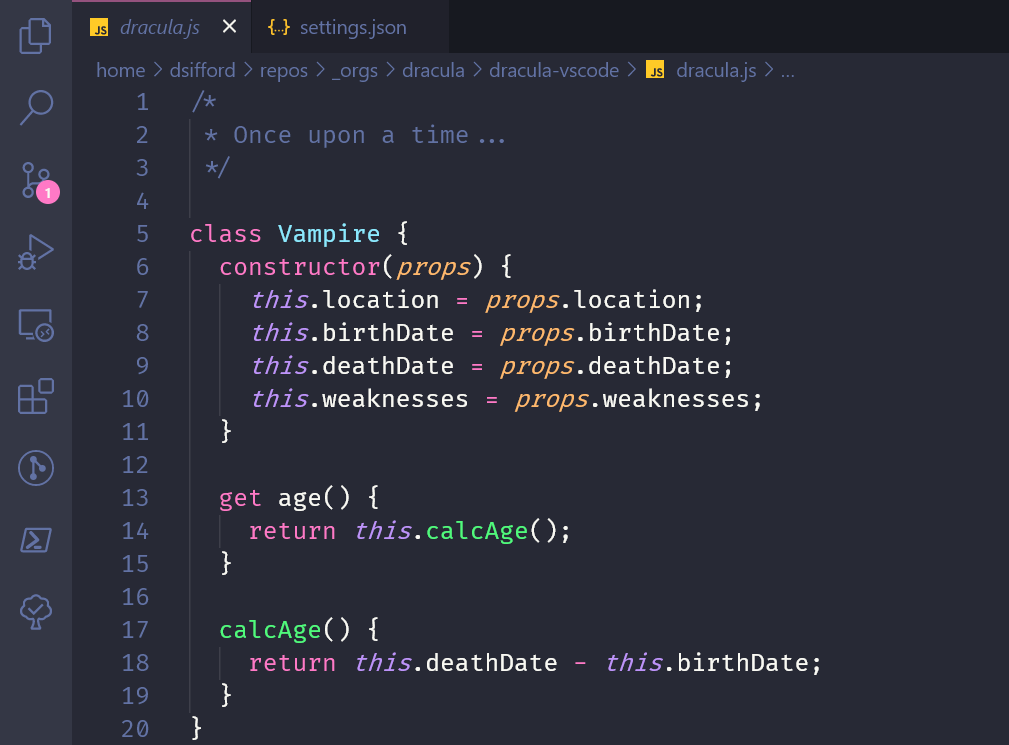 JS dracula.js × {..} settings.json
home > dsifford > repos > _orgs > dracula > dracula-vscode > JS dracula.js > ...
1 /*
2  * Once upon a time...
3  */
4
5 class Vampire {
6   constructor(props) {
7     this.location = props.location;
8     this.birthDate = props.birthDate;
9     this.deathDate = props.deathDate;
10     this.weaknesses = props.weaknesses;
11   }
12
13   get age() {
14     return this.calcAge();
15   }
16
17   calcAge() {
18     return this.deathDate - this.birthDate;
19   }
20 }
1